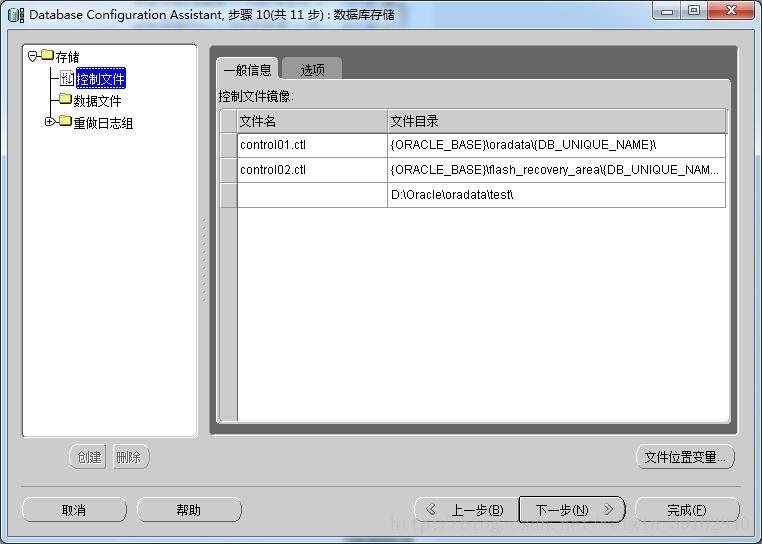 Database Configuration Assistant, 步骤 10(共 11 步) : 数据库存储
存储
控制文件
数据文件
重做日志组
一般信息 选项
控制文件镜像:
文件名 文件目录
control01.ctl {ORACLE_BASE}\oradata\{DB_UNIQUE_NAME}\
control02.ctl {ORACLE_BASE}\flash_recovery_area\{DB_UNIQUE_NAM...
D:\Oracle\oradata\test\
创建 删除 文件位置变量...
取消 帮助 上一步(B) 下一步(N) 完成(F)